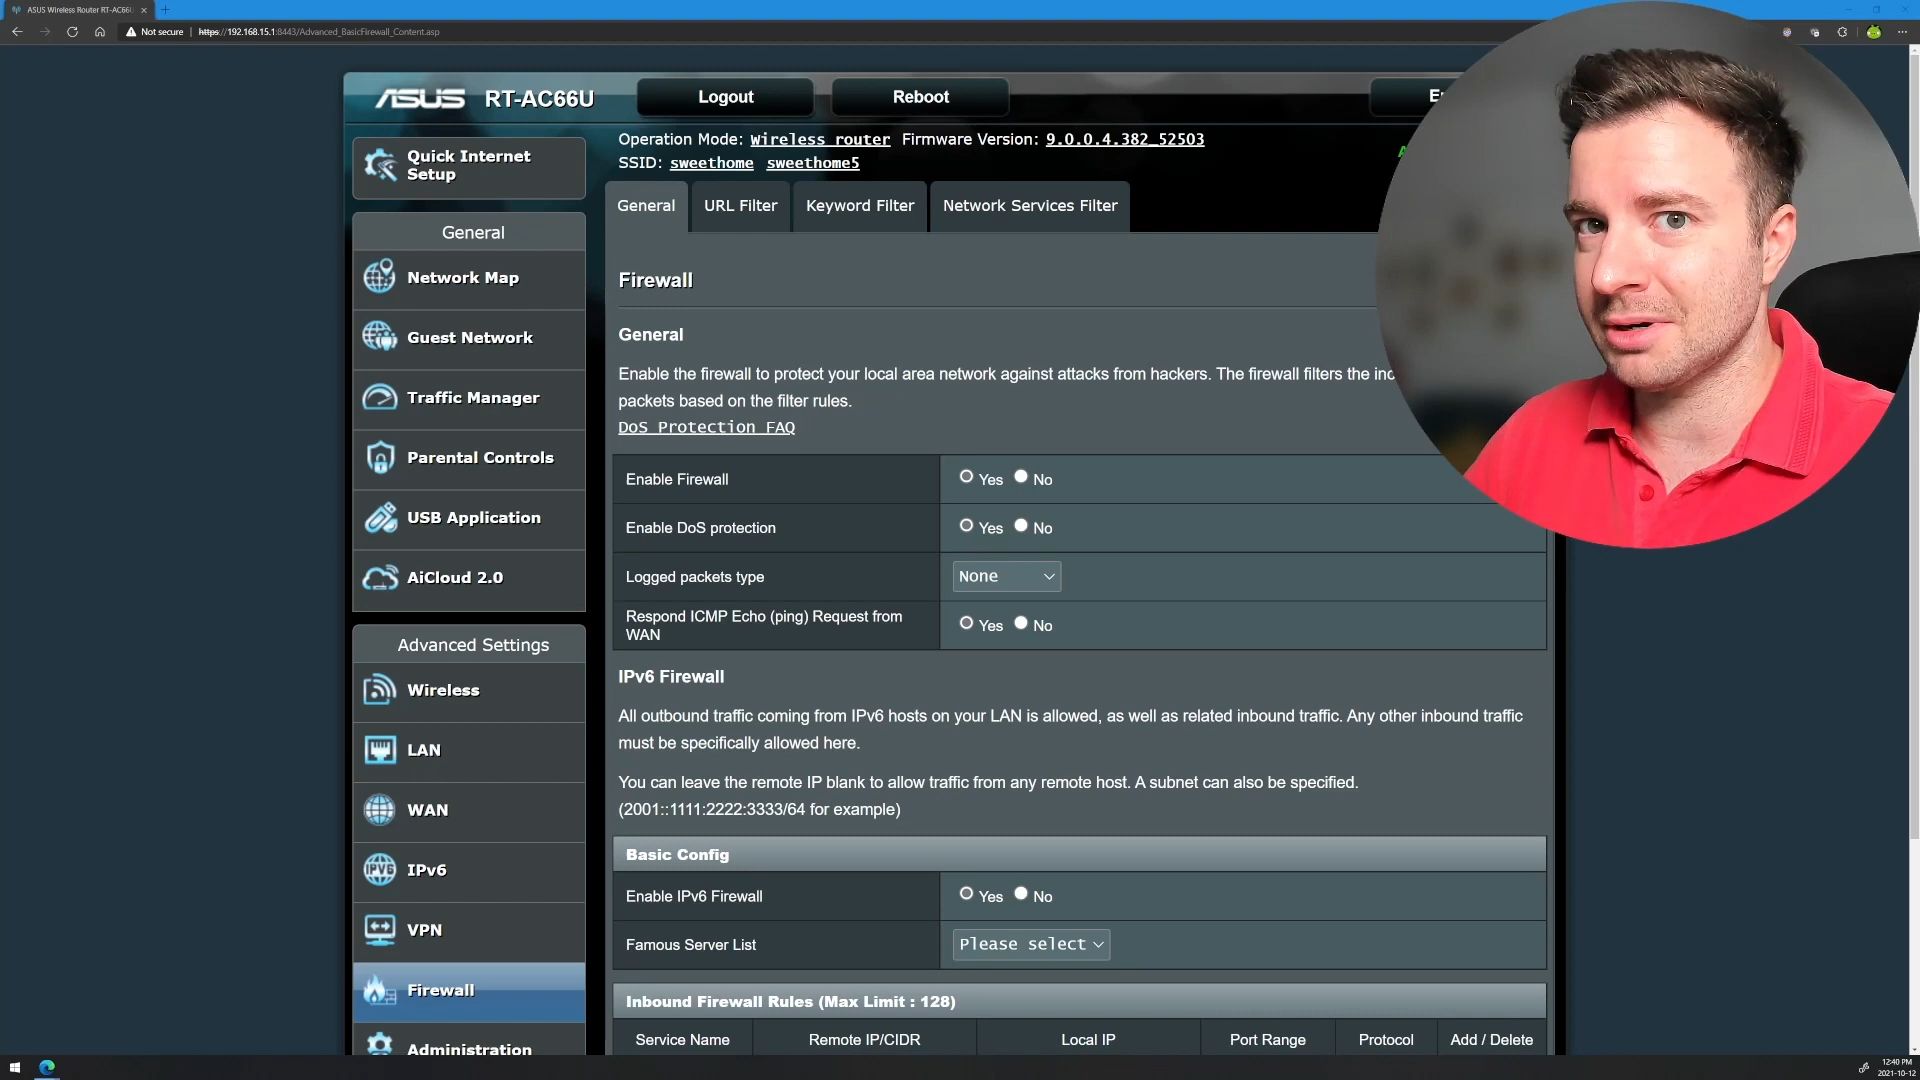 ASUS Wireless Router RT-AC66U
Not secure
https://192.168.15.1:8443/Advanced_BasicFirewall_Content.asp
ASUS RT-AC66U
Logout
Reboot
Operation Mode: Wireless router Firmware Version: 9.0.0.4.382_52503
SSID: sweethome sweethome5
Quick Internet
Setup
General
Network Map
Guest Network
Traffic Manager
Parental Controls
USB Application
AiCloud 2.0
Advanced Settings
Wireless
LAN
WAN
IPv6
VPN
Firewall
Administration
General
URL Filter
Keyword Filter
Network Services Filter
Firewall
General
Enable the firewall to protect your local area network against attacks from hackers. The firewall filters the
packets based on the filter rules.
DoS Protection FAQ
Enable Firewall Yes No
Enable DoS protection Yes No
Logged packets type None
Respond ICMP Echo (ping) Request from
WAN
Yes No
IPv6 Firewall
All outbound traffic coming from IPv6 hosts on your LAN is allowed, as well as related inbound traffic. Any other inbound traffic
must be specifically allowed here.
You can leave the remote IP blank to allow traffic from any remote host. A subnet can also be specified.
(2001::1111:2222:3333/64 for example)
Basic Config
Enable IPv6 Firewall Yes No
Famous Server List Please select
Inbound Firewall Rules (Max Limit : 128)
Service Name Remote IP/CIDR Local IP Port Range Protocol Add / Delete
12:40 PM
2021-10-12